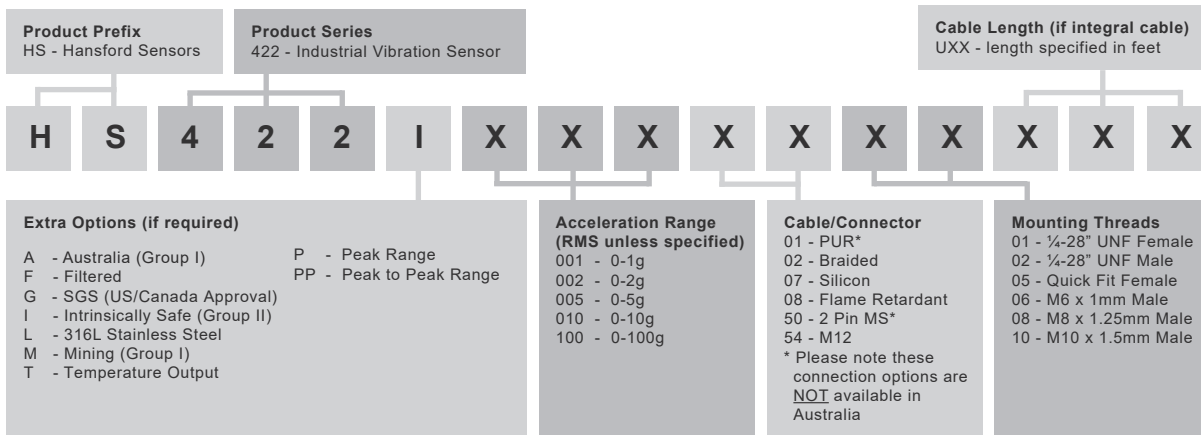 Product Prefix
HS - Hansford Sensors
Product Series
422 - Industrial Vibration Sensor
Cable Length (if integral cable)
UXX - length specified in feet
H S 4 2 2 I X X X X X X X X X X
Extra Options (if required)
A - Australia (Group I)
F - Filtered
G - SGS (US/Canada Approval)
I - Intrinsically Safe (Group II)
L - 316L Stainless Steel
M - Mining (Group I)
T - Temperature Output
P - Peak Range
PP - Peak to Peak Range
Acceleration Range
(RMS unless specified)
001 - 0-1g
002 - 0-2g
005 - 0-5g
010 - 0-10g
100 - 0-100g
Cable/Connector
01 - PUR*
02 - Braided
07 - Silicon
08 - Flame Retardant
50 - 2 Pin MS*
54 - M12
* Please note these
connection options are
NOT available in
Australia
Mounting Threads
01 - ¼-28” UNF Female
02 - ¼-28” UNF Male
05 - Quick Fit Female
06 - M6 x 1mm Male
08 - M8 x 1.25mm Male
10 - M10 x 1.5mm Male